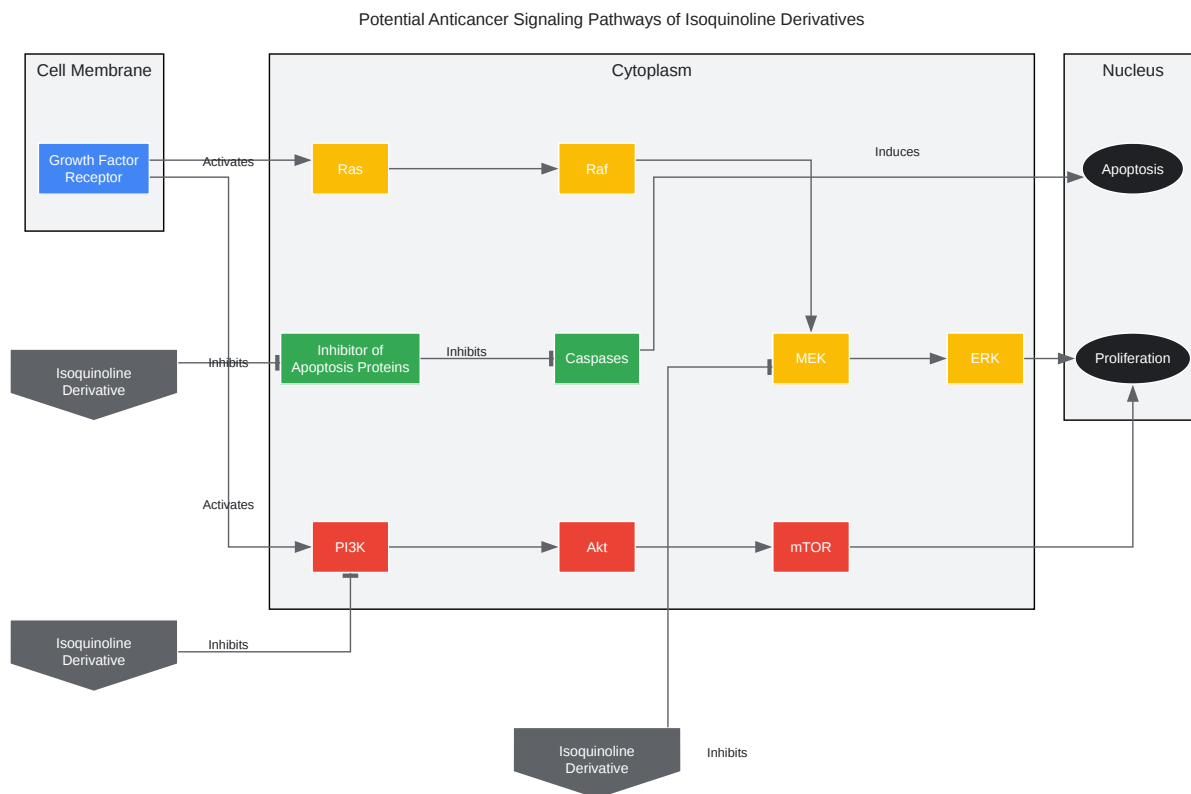 Potential Anticancer Signaling Pathways of Isoquinoline Derivatives
Cell Membrane
Cytoplasm
Nucleus
Growth Factor
Receptor
Activates
Ras
Raf
Induces
Apoptosis
Isoquinoline
Derivative
Inhibits
Inhibitor of
Apoptosis Proteins
Inhibits
Caspases
MEK
ERK
Proliferation
Activates
PI3K
Akt
mTOR
Isoquinoline
Derivative
Inhibits
Isoquinoline
Derivative
Inhibits